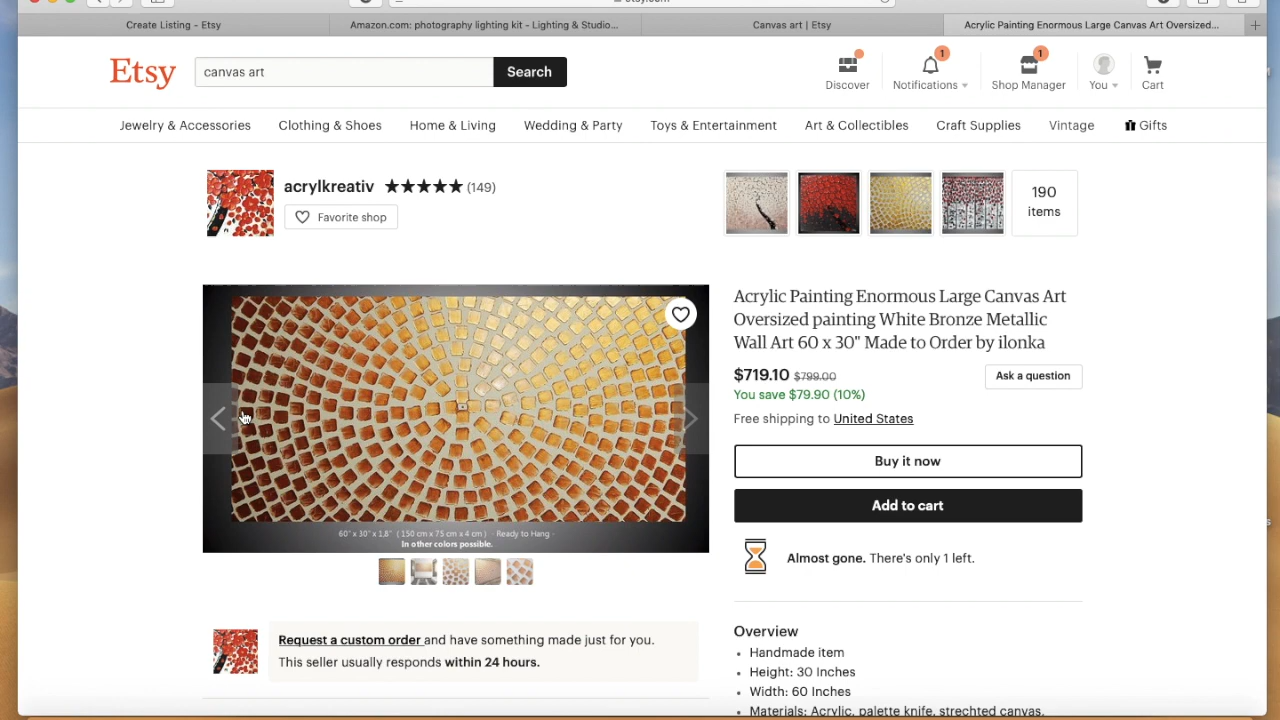 Create Listing - Etsy
Amazon.com: photography lighting kit - Lighting & Studio...
Canvas art | Etsy
Acrylic Painting Enormous Large Canvas Art Oversized...
Etsy
canvas art
Search
Discover
1
Notifications
1
Shop Manager
You
Cart
Jewelry & Accessories
Clothing & Shoes
Home & Living
Wedding & Party
Toys & Entertainment
Art & Collectibles
Craft Supplies
Vintage
Gifts
acrylkreativ ★★★★★ (149)
Favorite shop
190
items
60" x 30" x 1,8" ( 150 cm x 75 cm x 4 cm ) · Ready to Hang ·
In other colors possible.
Acrylic Painting Enormous Large Canvas Art
Oversized painting White Bronze Metallic
Wall Art 60 x 30" Made to Order by ilonka
$719.10 $799.00
Ask a question
You save $79.90 (10%)
Free shipping to United States
Buy it now
Add to cart
Almost gone. There's only 1 left.
Request a custom order and have something made just for you.
This seller usually responds within 24 hours.
Overview
Handmade item
Height: 30 Inches
Width: 60 Inches
Materials: Acrylic, palette knife, strechted canvas,